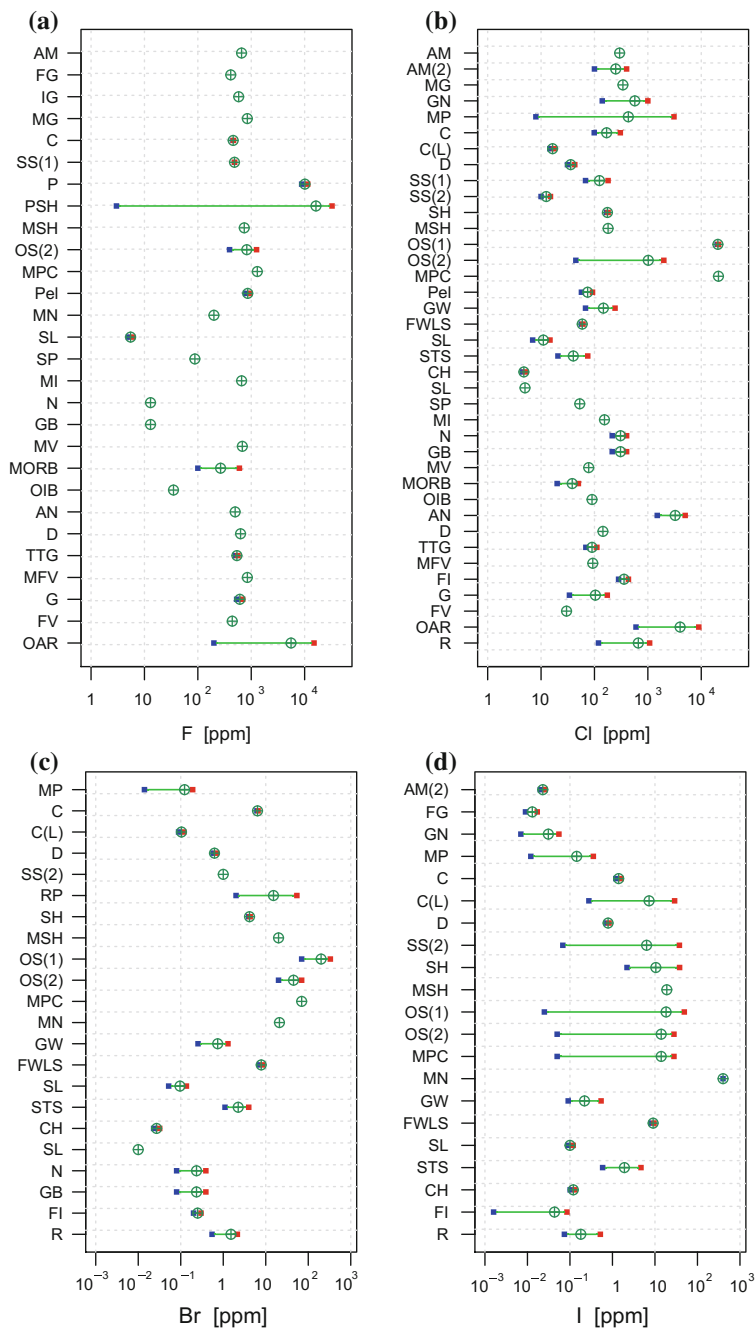 (a)
AM
FG
IG
MG
C
SS(1)
P
PSH
MSH
OS(2)
MPC
Pel
MN
SL
SP
MI
N
GB
MV
MORB
OIB
AN
D
TTG
MFV
G
FV
OAR
1 10 10² 10³ 10⁴
F [ppm]
(b)
AM
AM(2)
MG
GN
MP
C
C(L)
D
SS(1)
SS(2)
SH
MSH
OS(1)
OS(2)
MPC
Pel
GW
FWLS
SL
STS
CH
SL
SP
MI
N
GB
MV
MORB
OIB
AN
D
TTG
MFV
FI
G
FV
OAR
R
1 10 10² 10³ 10⁴
Cl [ppm]
(c)
MP
C
C(L)
D
SS(2)
RP
SH
MSH
OS(1)
OS(2)
MPC
MN
GW
FWLS
SL
STS
CH
SL
N
GB
FI
R
10⁻³ 10⁻² 10⁻¹ 1 10 10² 10³
Br [ppm]
(d)
AM(2)
FG
GN
MP
C
C(L)
D
SS(2)
SH
MSH
OS(1)
OS(2)
MPC
MN
GW
FWLS
SL
STS
CH
FI
R
10⁻³ 10⁻² 10⁻¹ 1 10 10² 10³
I [ppm]